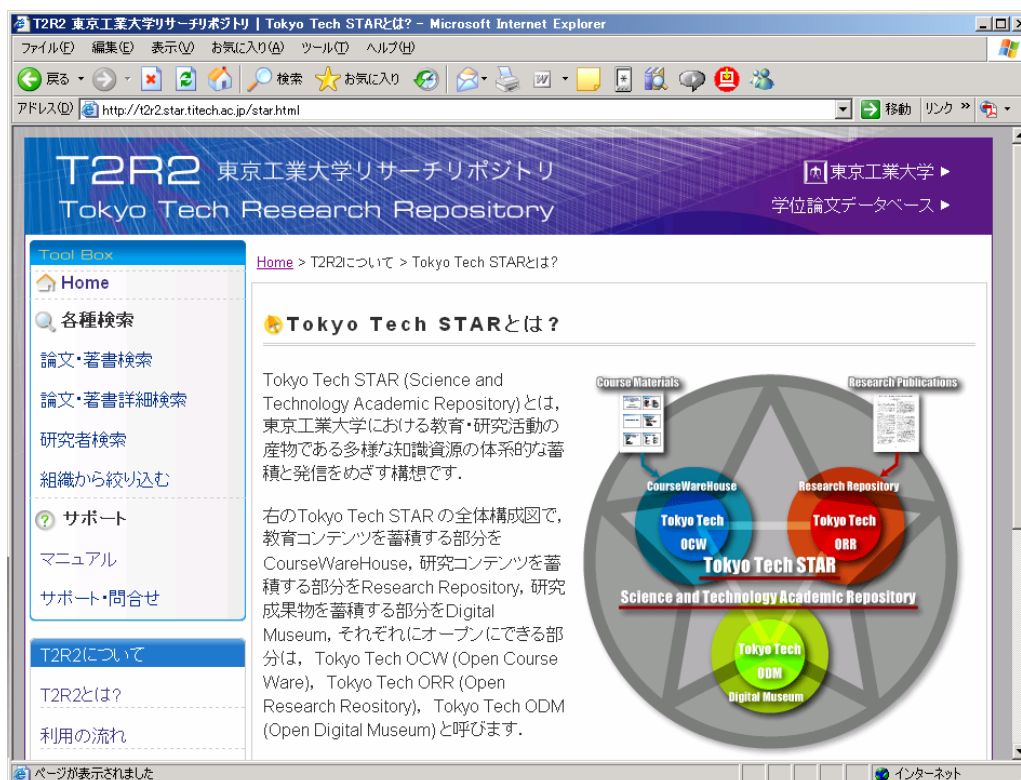 T2R2 東京工業大学リサーチリポジトリ | Tokyo Tech STARとは? - Microsoft Internet Explorer
ファイル(F) 編集(E) 表示(V) お気に入り(A) ツール(T) ヘルプ(H)
戻る 検索 お気に入り
アドレス(D) http://t2r2.star.titech.ac.jp/star.html 移動 リンク »
T2R2 東京工業大学リサーチリポジトリ
Tokyo Tech Research Repository
東京工業大学
学位論文データベース
Tool Box
Home
各種検索
論文・著書検索
論文・著書詳細検索
研究者検索
組織から絞り込む
サポート
マニュアル
サポート・問合せ
T2R2について
T2R2とは?
利用の流れ
Home > T2R2について > Tokyo Tech STARとは?
Tokyo Tech STARとは?
Tokyo Tech STAR (Science and
Technology Academic Repository)とは,
東京工業大学における教育・研究活動の
産物である多様な知識資源の体系的な蓄
積と発信をめざす構想です.
右のTokyo Tech STAR の全体構成図で,
教育コンテンツを蓄積する部分を
CourseWareHouse, 研究コンテンツを蓄
積する部分をResearch Repository, 研究
成果物を蓄積する部分をDigital
Museum, それぞれにオープンにできる部
分は, Tokyo Tech OCW (Open Course
Ware), Tokyo Tech ORR (Open
Research Reository), Tokyo Tech ODM
(Open Digital Museum) と呼びます.
Course Materials
Research Publications
CourseWareHouse
Research Repository
Tokyo Tech
OCW
Tokyo Tech
ORR
Tokyo Tech STAR
Science and Technology Academic Repository
Tokyo Tech
ODM
Digital Museum
ページが表示されました
インターネット